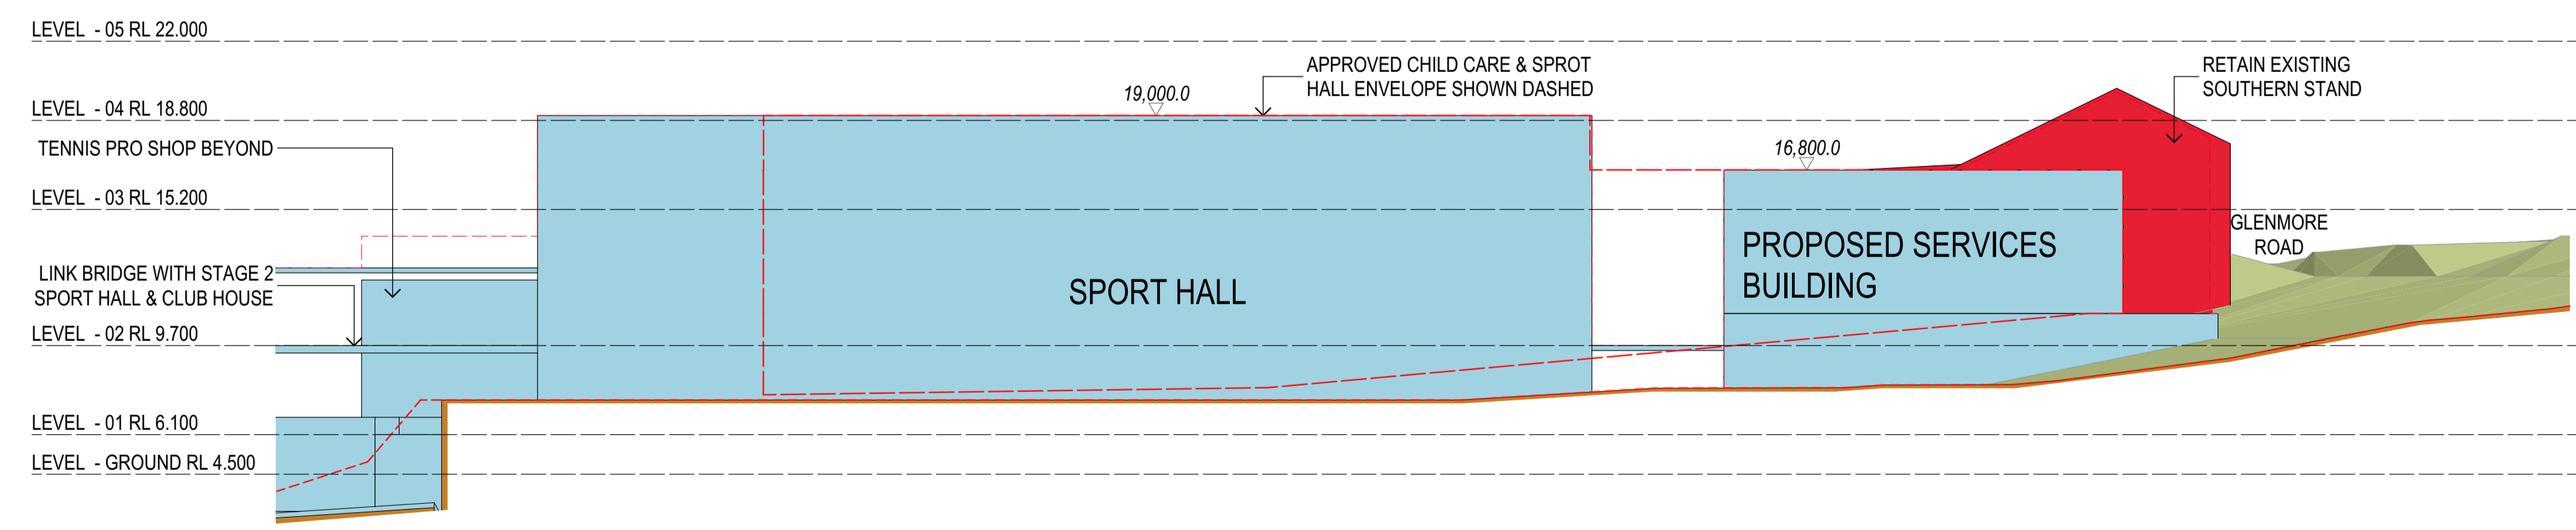 LEVEL - 05 RL 22.000
APPROVED CHILD CARE & SPROT
HALL ENVELOPE SHOWN DASHED
RETAIN EXISTING
SOUTHERN STAND
LEVEL - 04 RL 18.800
19,000.0
TENNIS PRO SHOP BEYOND
16,800.0
LEVEL - 03 RL 15.200
GLENMORE
ROAD
PROPOSED SERVICES
BUILDING
LINK BRIDGE WITH STAGE 2
SPORT HALL & CLUB HOUSE
SPORT HALL
LEVEL - 02 RL 9.700
LEVEL - 01 RL 6.100
LEVEL - GROUND RL 4.500